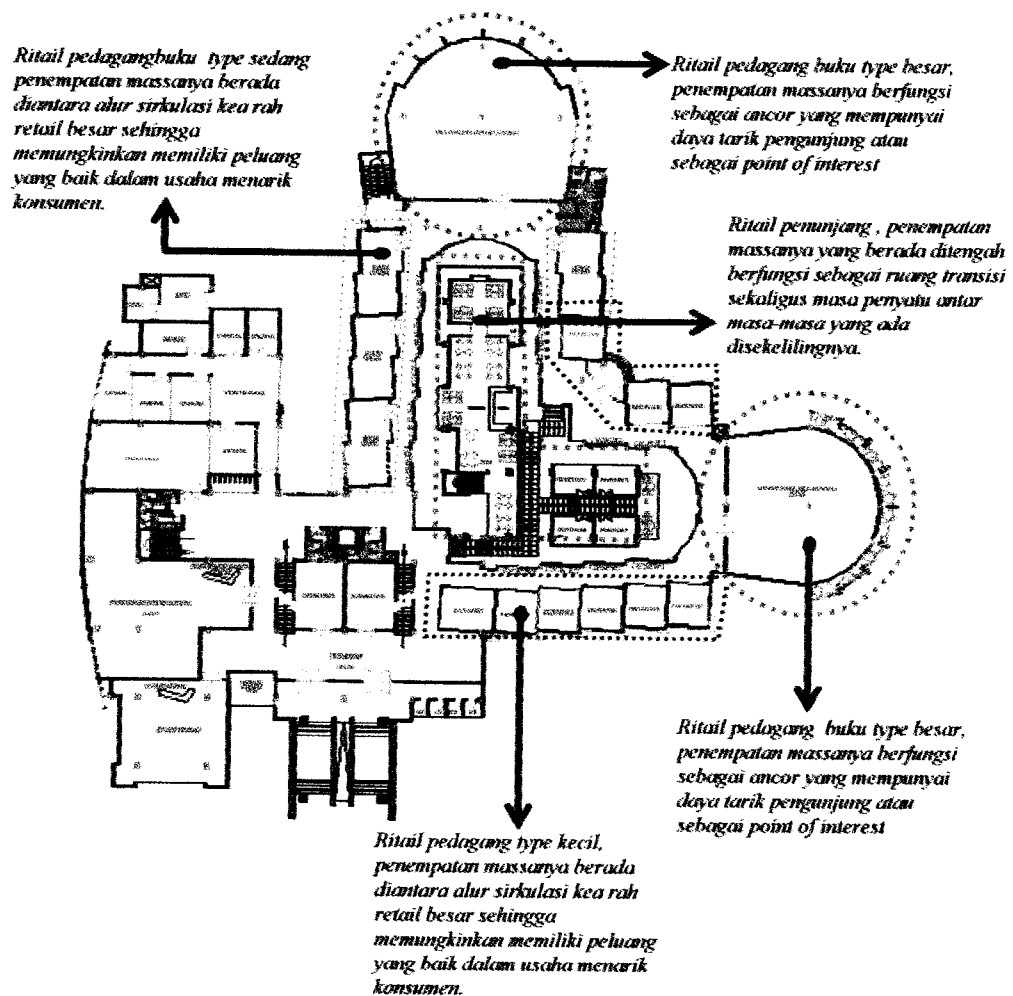 Ritail pedagangbuku type sedang
penempatan massanya berada
diantara alur sirkulasi kea rah
retail besar sehingga
memungkinkan memiliki peluang
yang baik dalam usaha menarik
konsumen.
Ritail pedagang buku type besar,
penempatan massanya berfungsi
sebagai ancor yang mempunyai
daya tarik pengunjung atau
sebagai point of interest
Ritail penunjang , penempatan
massanya yang berada ditengah
berfungsi sebagai ruang transisi
sekaligus masa penyatu antar
masa-masa yang ada
disekelilingnya.
Ritail pedagang buku type besar,
penempatan massanya berfungsi
sebagai ancor yang mempunyai
daya tarik pengunjung atau
sebagai point of interest
Ritail pedagang type kecil,
penempatan massanya berada
diantara alur sirkulasi kea rah
retail besar sehingga
memungkinkan memiliki peluang
yang baik dalam usaha menarik
konsumen.